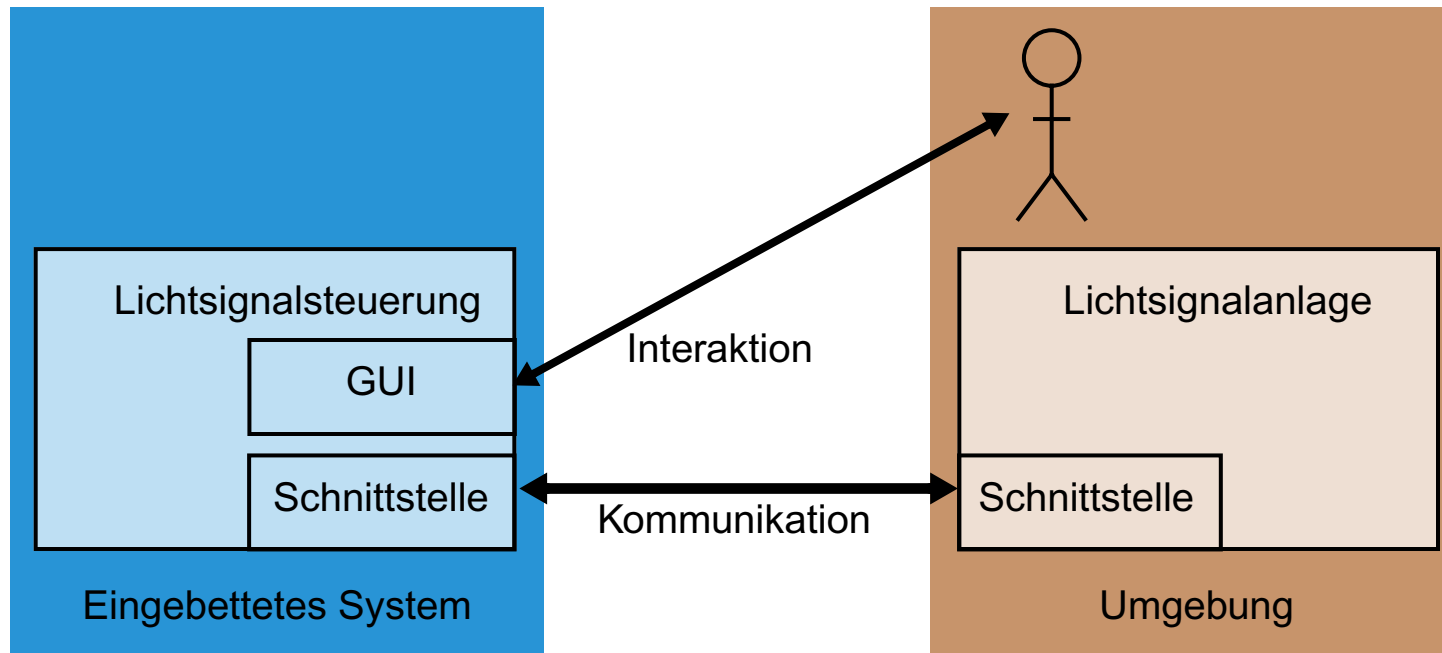 Lichtsignalsteuerung
GUI
Schnittstelle
Eingebettetes System
Interaktion
Kommunikation
Lichtsignalanlage
Schnittstelle
Umgebung